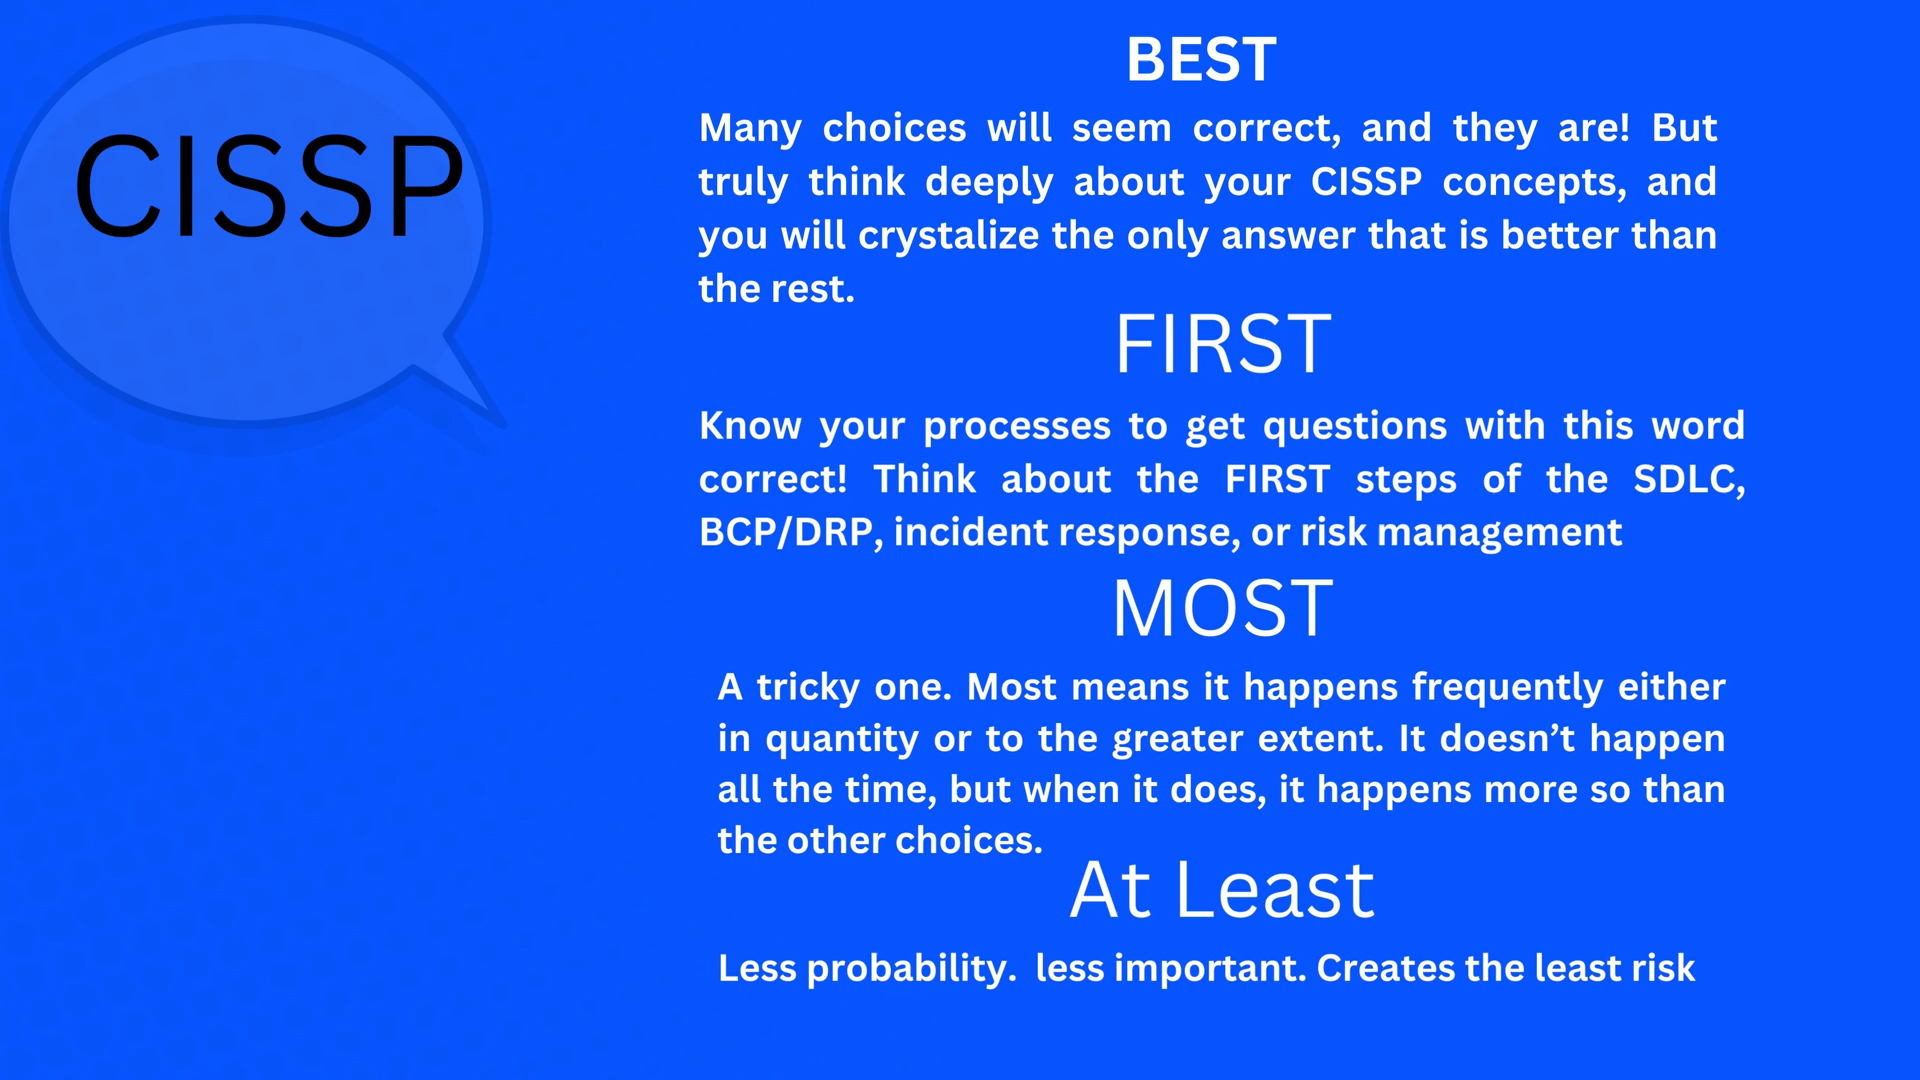 CISSP
BEST
Many choices will seem correct, and they are! But
truly think deeply about your CISSP concepts, and
you will crystalize the only answer that is better than
the rest.
FIRST
Know your processes to get questions with this word
correct! Think about the FIRST steps of the SDLC,
BCP/DRP, incident response, or risk management
MOST
A tricky one. Most means it happens frequently either
in quantity or to the greater extent. It doesn’t happen
all the time, but when it does, it happens more so than
the other choices.
At Least
Less probability.  less important. Creates the least risk